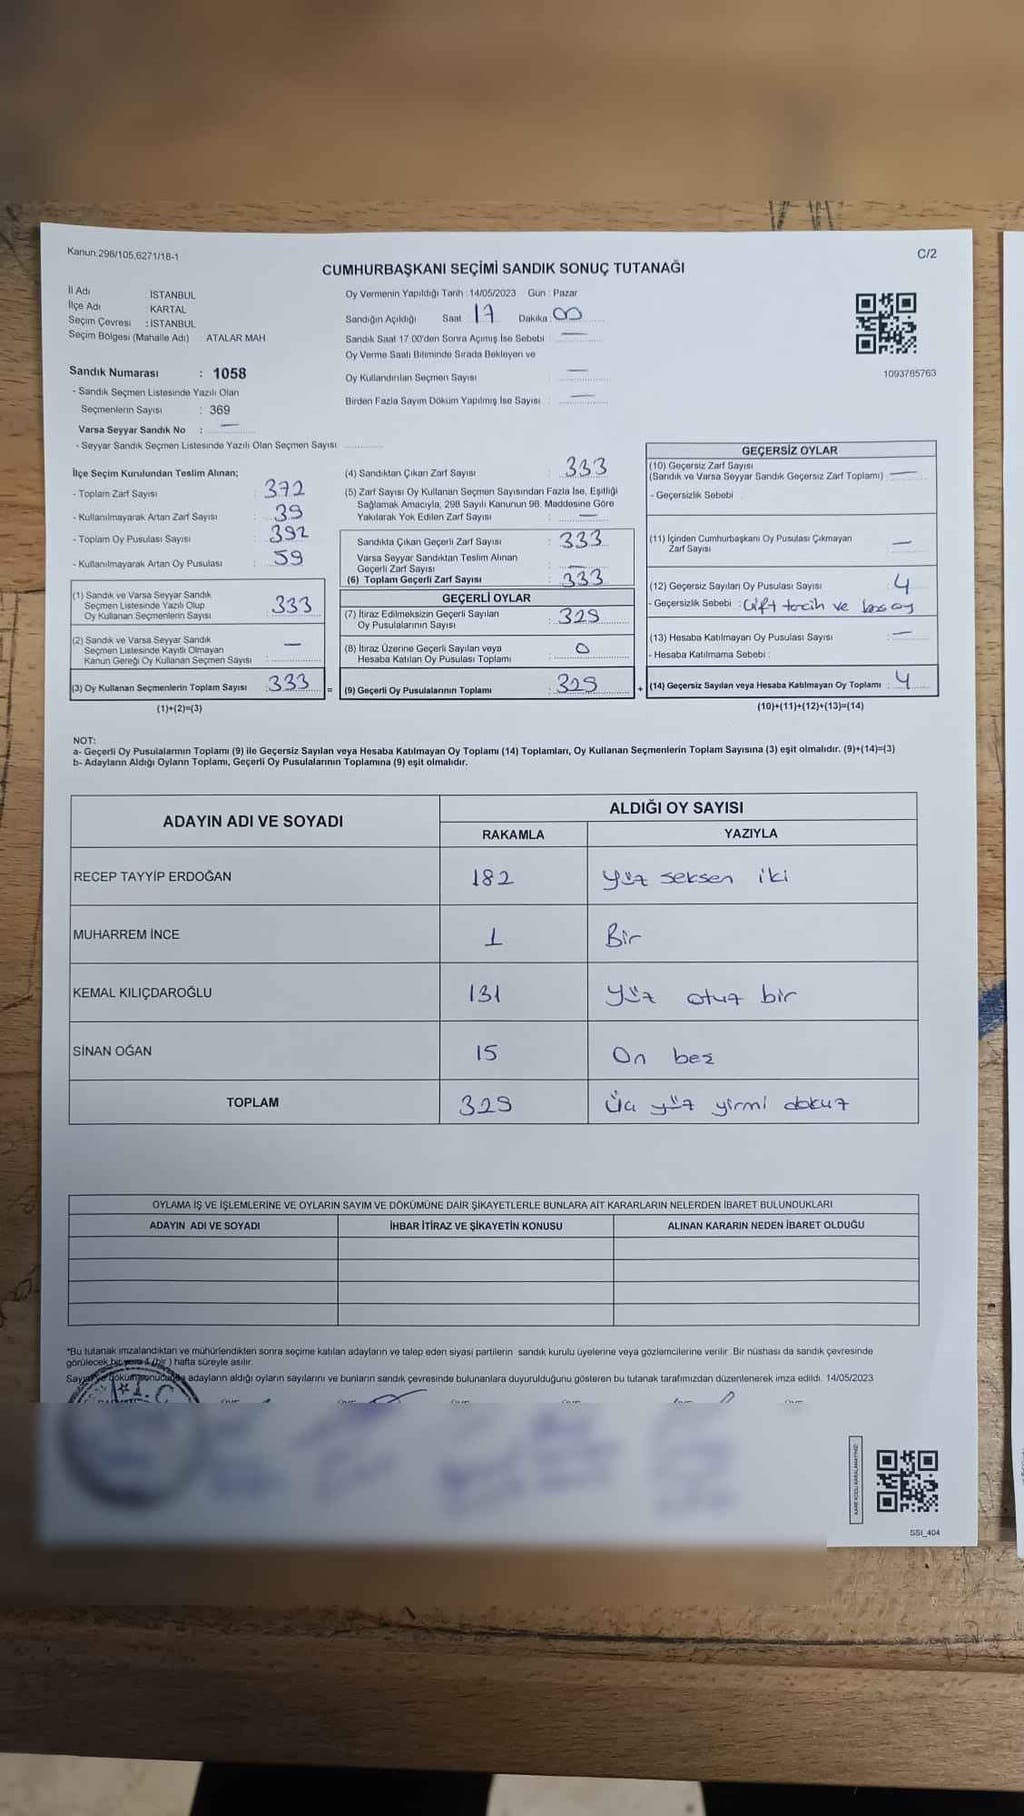 Kanun:298/105,6271/18-1
C/2
CUMHURBAŞKANI SEÇİMİ SANDIK SONUÇ TUTANAĞI
İl Adı : İSTANBUL
İlçe Adı : KARTAL
Seçim Çevresi : İSTANBUL
Seçim Bölgesi (Mahalle Adı) ATALAR MAH
Oy Vermenin Yapıldığı Tarih : 14/05/2023 Gün : Pazar
Sandığın Açıldığı Saat 17 Dakika 00
Sandık Saat 17.00'den Sonra Açımış İse Sebebi : —
Oy Verme Saati Bitiminde Sırada Bekleyen ve
Oy Kullandırılan Seçmen Sayısı : —
Birden Fazla Sayım Döküm Yapılmış İse Sayısı : —
1093785763
Sandık Numarası : 1058
- Sandık Seçmen Listesinde Yazılı Olan
Seçmenlerin Sayısı : 369
Varsa Seyyar Sandık No : —
- Seyyar Sandık Seçmen Listesinde Yazılı Olan Seçmen Sayısı
İlçe Seçim Kurulundan Teslim Alınan;
- Toplam Zarf Sayısı : 372
- Kullanılmayarak Artan Zarf Sayısı : 39
- Toplam Oy Pusulası Sayısı : 392
- Kullanılmayarak Artan Oy Pusulası : 59
(1) Sandık ve Varsa Seyyar Sandık
Seçmen Listesinde Yazılı Olup
Oy Kullanan Seçmenlerin Sayısı : 333
(2) Sandık ve Varsa Seyyar Sandık
Seçmen Listesinde Kayıtlı Olmayan
Kanun Gereği Oy Kullanan Seçmen Sayısı : —
(3) Oy Kullanan Seçmenlerin Toplam Sayısı : 333
(1)+(2)=(3)
(4) Sandıktan Çıkan Zarf Sayısı : 333
(5) Zarf Sayısı Oy Kullanan Seçmen Sayısından Fazla İse, Eşitliği
Sağlamak Amacıyla, 298 Sayılı Kanunun 98. Maddesine Göre
Yakılarak Yok Edilen Zarf Sayısı : —
Sandıkta Çıkan Geçerli Zarf Sayısı : 333
Varsa Seyyar Sandıktan Teslim Alınan
Geçerli Zarf Sayısı : —
(6) Toplam Geçerli Zarf Sayısı : 333
GEÇERLİ OYLAR
(7) İtiraz Edilmeksizin Geçerli Sayılan
Oy Pusulalarının Sayısı : 329
(8) İtiraz Üzerine Geçerli Sayılan veya
Hesaba Katılan Oy Pusulası Toplamı : 0
= (9) Geçerli Oy Pusulalarının Toplamı : 329
GEÇERSİZ OYLAR
(10) Geçersiz Zarf Sayısı
(Sandık ve Varsa Seyyar Sandık Geçersiz Zarf Toplamı) : —
- Geçersizlik Sebebi :
(11) İçinden Cumhurbaşkanı Oy Pusulası Çıkmayan
Zarf Sayısı : —
(12) Geçersiz Sayılan Oy Pusulası Sayısı : 4
- Geçersizlik Sebebi : Çift tercih ve boş oy
(13) Hesaba Katılmayan Oy Pusulası Sayısı : —
- Hesaba Katılmama Sebebi :
+ (14) Geçersiz Sayılan veya Hesaba Katılmayan Oy Toplamı : 4
(10)+(11)+(12)+(13)=(14)
NOT:
a- Geçerli Oy Pusulalarının Toplamı (9) ile Geçersiz Sayılan veya Hesaba Katılmayan Oy Toplamı (14) Toplamları, Oy Kullanan Seçmenlerin Toplam Sayısına (3) eşit olmalıdır. (9)+(14)=(3)
b- Adayların Aldığı Oyların Toplamı, Geçerli Oy Pusulalarının Toplamına (9) eşit olmalıdır.
ADAYIN ADI VE SOYADI
ALDIĞI OY SAYISI
RAKAMLA YAZIYLA
RECEP TAYYİP ERDOĞAN 182 Yüz seksen iki
MUHARREM İNCE 1 Bir
KEMAL KILIÇDAROĞLU 131 Yüz otuz bir
SİNAN OĞAN 15 On beş
TOPLAM 329 Üç yüz yirmi dokuz
OYLAMA İŞ VE İŞLEMLERİNE VE OYLARIN SAYIM VE DÖKÜMÜNE DAİR ŞİKAYETLERLE BUNLARA AİT KARARLARIN NELERDEN İBARET BULUNDUKLARI
ADAYIN ADI VE SOYADI İHBAR İTİRAZ VE ŞİKAYETİN KONUSU ALINAN KARARIN NEDEN İBARET OLDUĞU
*Bu tutanak imzalandıktan ve mühürlendikten sonra seçime katılan adayların ve talep eden siyasi partilerin sandık kurulu üyelerine veya gözlemcilerine verilir. Bir nüshası da sandık çevresinde
görülecek bir yere 1 (bir) hafta süreyle asılır.
Sayım ve döküm sonucunda adayların aldığı oyların sayılarını ve bunların sandık çevresinde bulunanlara duyurulduğunu gösteren bu tutanak tarafımızdan düzenlenerek imza edildi. 14/05/2023
T.C.
SSI_404